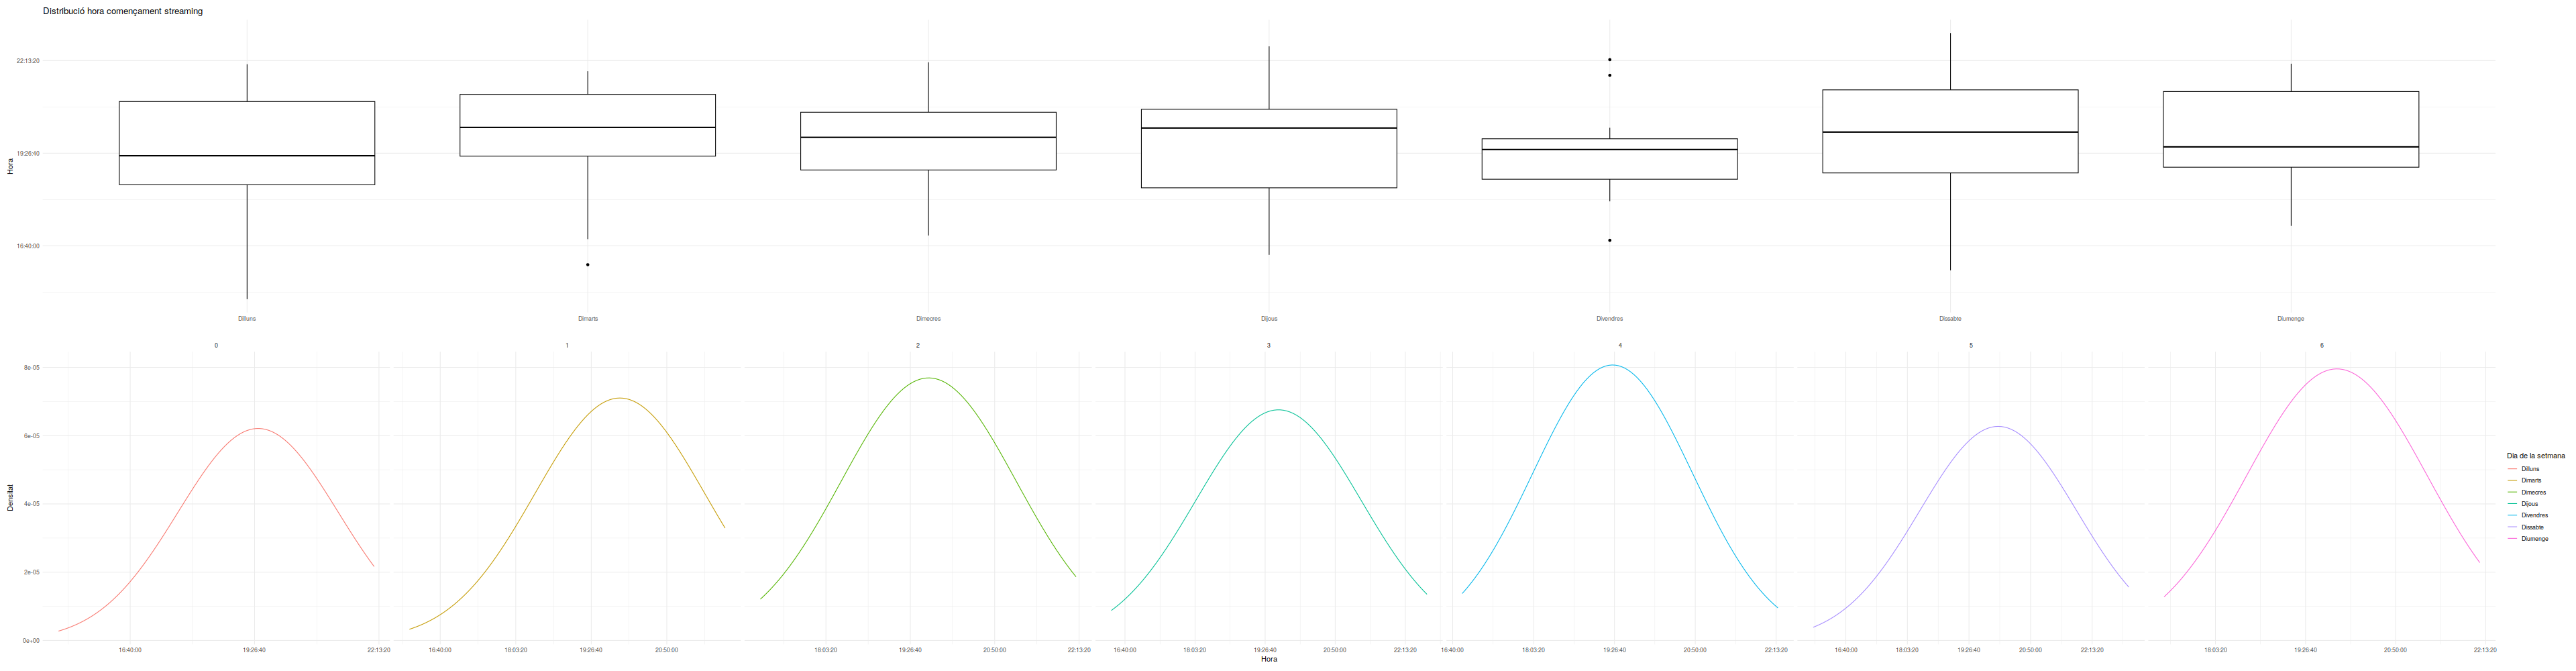 Distribució hora començament streaming
Hora
22:13:20
19:26:40
16:40:00
Dilluns Dimarts Dimecres Dijous Divendres Dissabte Diumenge
0 1 2 3 4 5 6
Densitat
8e-05
6e-05
4e-05
2e-05
0e+00
16:40:00 19:26:40 22:13:20 16:40:00 18:03:20 19:26:40 20:50:00 18:03:20 19:26:40 20:50:00 22:13:20 16:40:00 18:03:20 19:26:40 20:50:00 22:13:20 16:40:00 18:03:20 19:26:40 20:50:00 22:13:20 16:40:00 18:03:20 19:26:40 20:50:00 22:13:20 18:03:20 19:26:40 20:50:00 22:13:20
Hora
Dia de la setmana
Dilluns
Dimarts
Dimecres
Dijous
Divendres
Dissabte
Diumenge